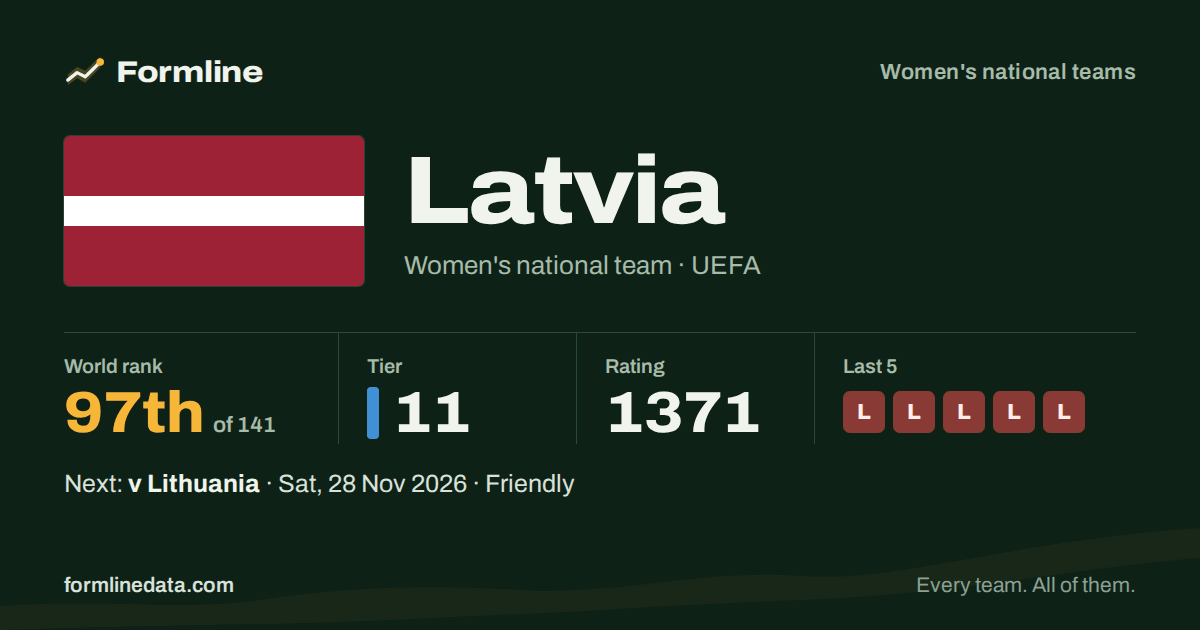 Formline
Women's national teams
Latvia
Women's national team · UEFA
World rank
97th of 141
Tier
11
Rating
1371
Last 5
L L L L L
Next: v Lithuania · Sat, 28 Nov 2026 · Friendly
formlinedata.com
Every team. All of them.